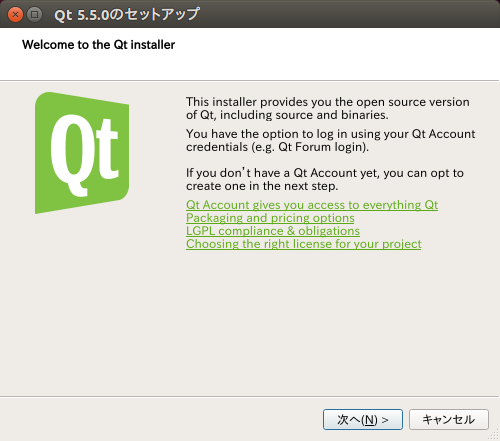 Qt 5.5.0のセットアップ
Welcome to the Qt installer
Qt
This installer provides you the open source version
of Qt, including source and binaries.
You have the option to log in using your Qt Account
credentials (e.g. Qt Forum login).
If you don’t have a Qt Account yet, you can opt to
create one in the next step.
Qt Account gives you access to everything Qt
Packaging and pricing options
LGPL compliance & obligations
Choosing the right license for your project
次へ(N) >
キャンセル